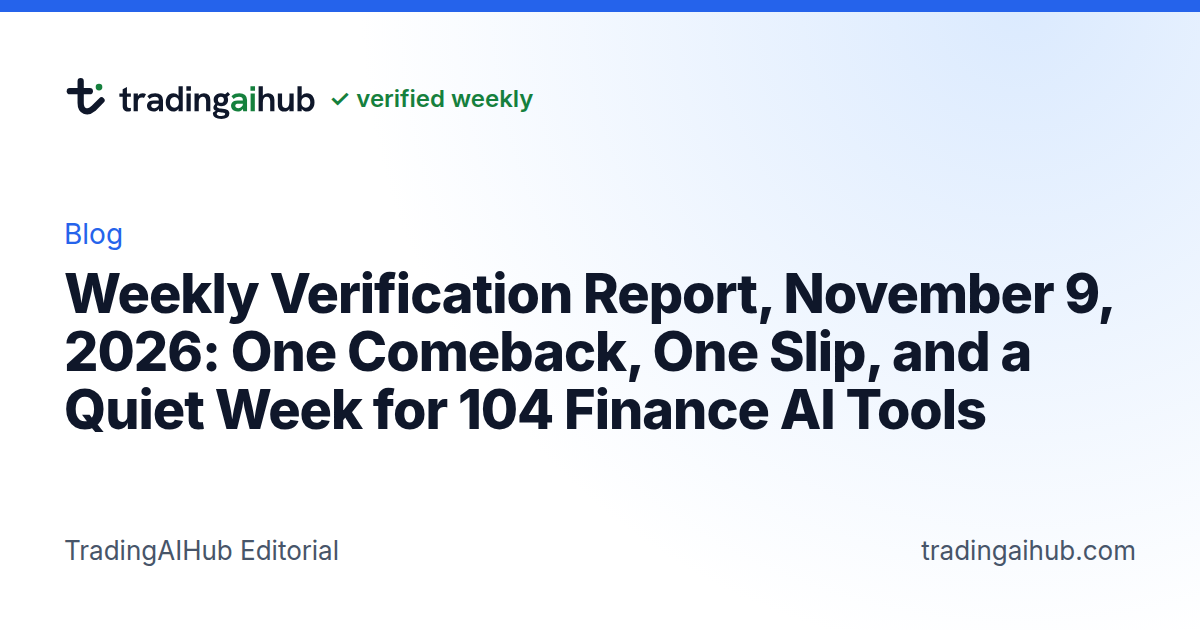 tradingaihub ✓ verified weekly
Blog
Weekly Verification Report, November 9,
2026: One Comeback, One Slip, and a
Quiet Week for 104 Finance AI Tools
TradingAIHub Editorial
tradingaihub.com